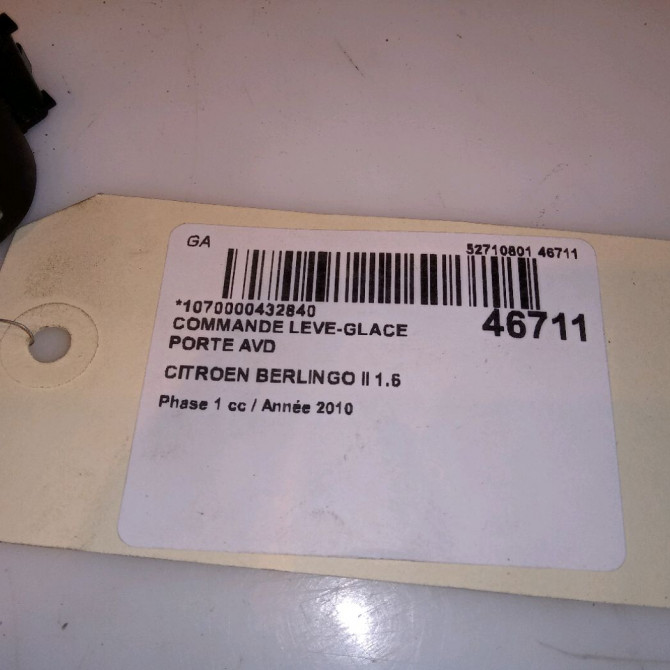 GA
52710801 46711
*1070000432840
46711
COMMANDE LEVE-GLACE
PORTE AVD
CITROEN BERLINGO II 1.6
Phase 1 cc / Année 2010